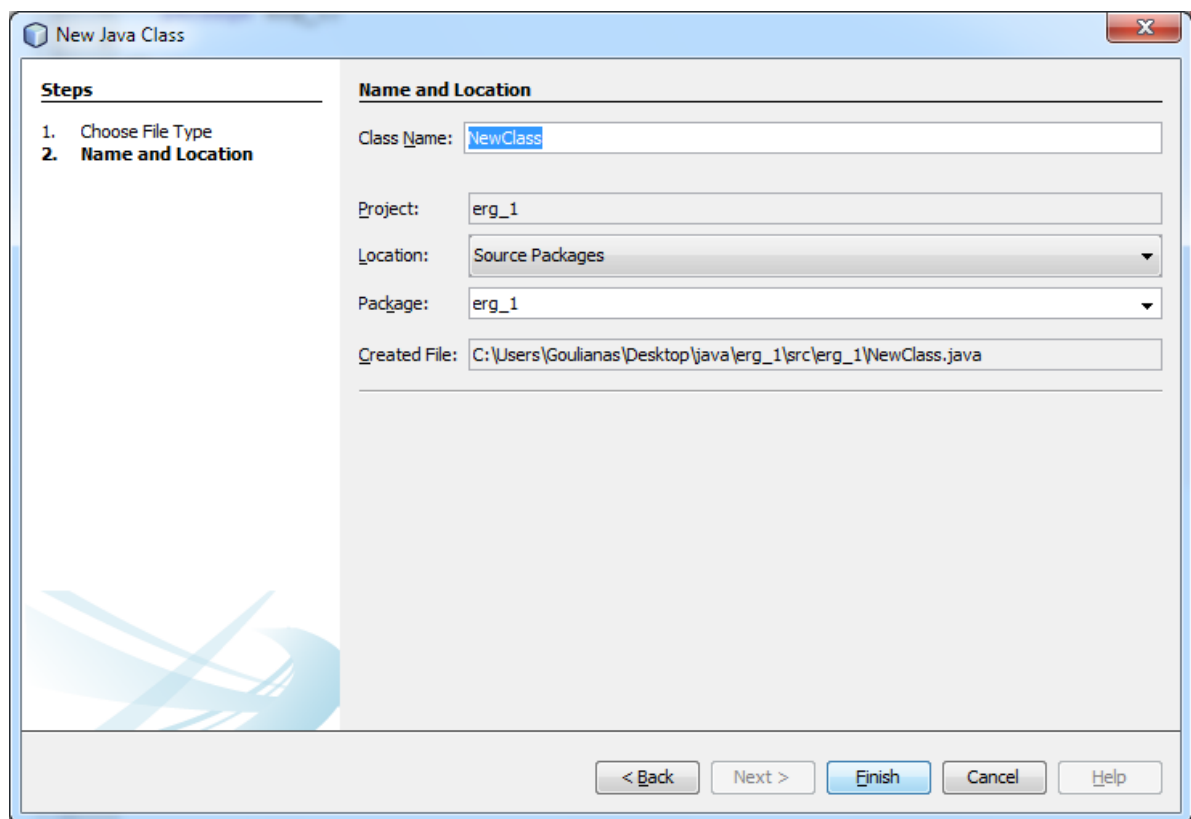 New Java Class
Steps
1. Choose File Type
2. Name and Location
Name and Location
Class Name: NewClass
Project: erg_1
Location: Source Packages
Package: erg_1
Created File: C:\Users\Goulianas\Desktop\java\erg_1\src\erg_1\NewClass.java
< Back Next > Finish Cancel Help